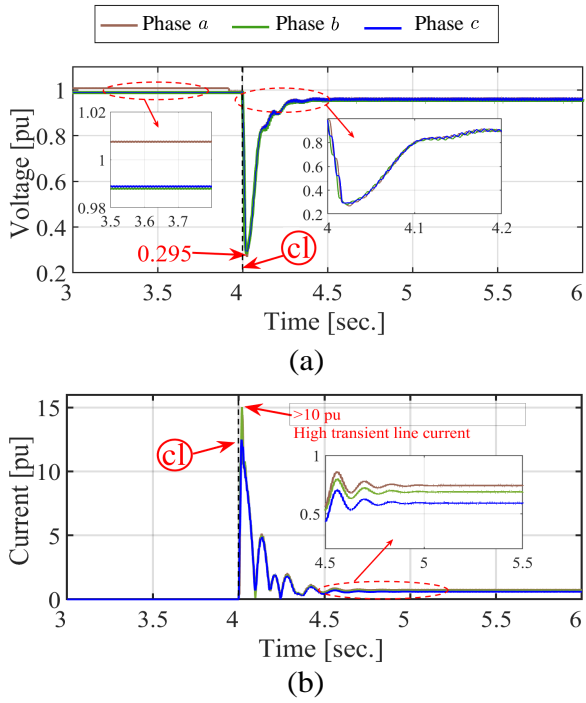 Phase a Phase b Phase c
Voltage [pu]
1
0.8
0.6
0.4
0.2
1.02
1
0.98
3.5 3.6 3.7
0.8
0.6
0.4
0.2
4 4.1 4.2
0.295
cl
3 3.5 4 4.5 5 5.5 6
Time [sec.]
(a)
Current [pu]
15
10
5
0
>10 pu
High transient line current
cl
1
0.5
4.5 5 5.5
3 3.5 4 4.5 5 5.5 6
Time [sec.]
(b)